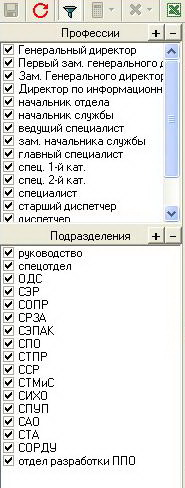 Профессии
Генеральный директор
Первый зам. генерального д
Зам. Генерального директор
Директор по информационн
начальник отдела
начальник службы
ведущий специалист
зам. начальника службы
главный специалист
спец. 1-й кат.
спец. 2-й кат.
специалист
старший диспетчер
диспетчер
Подразделения
руководство
спецотдел
ОДС
СЭР
СОПР
СРЗА
СЭПАК
СПО
СТПР
ССР
СТМиС
СИХО
СПУП
САО
СТА
СОРДУ
отдел разработки ППО